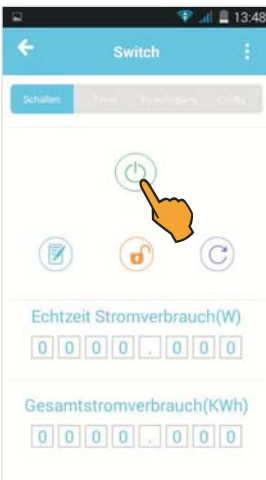 13:48
Switch
Schalten Timer Berechtigung Config
Echtzeit Stromverbrauch(W)
0 0 0 0 . 0 0 0
Gesamtstromverbrauch(KWh)
0 0 0 0 . 0 0 0